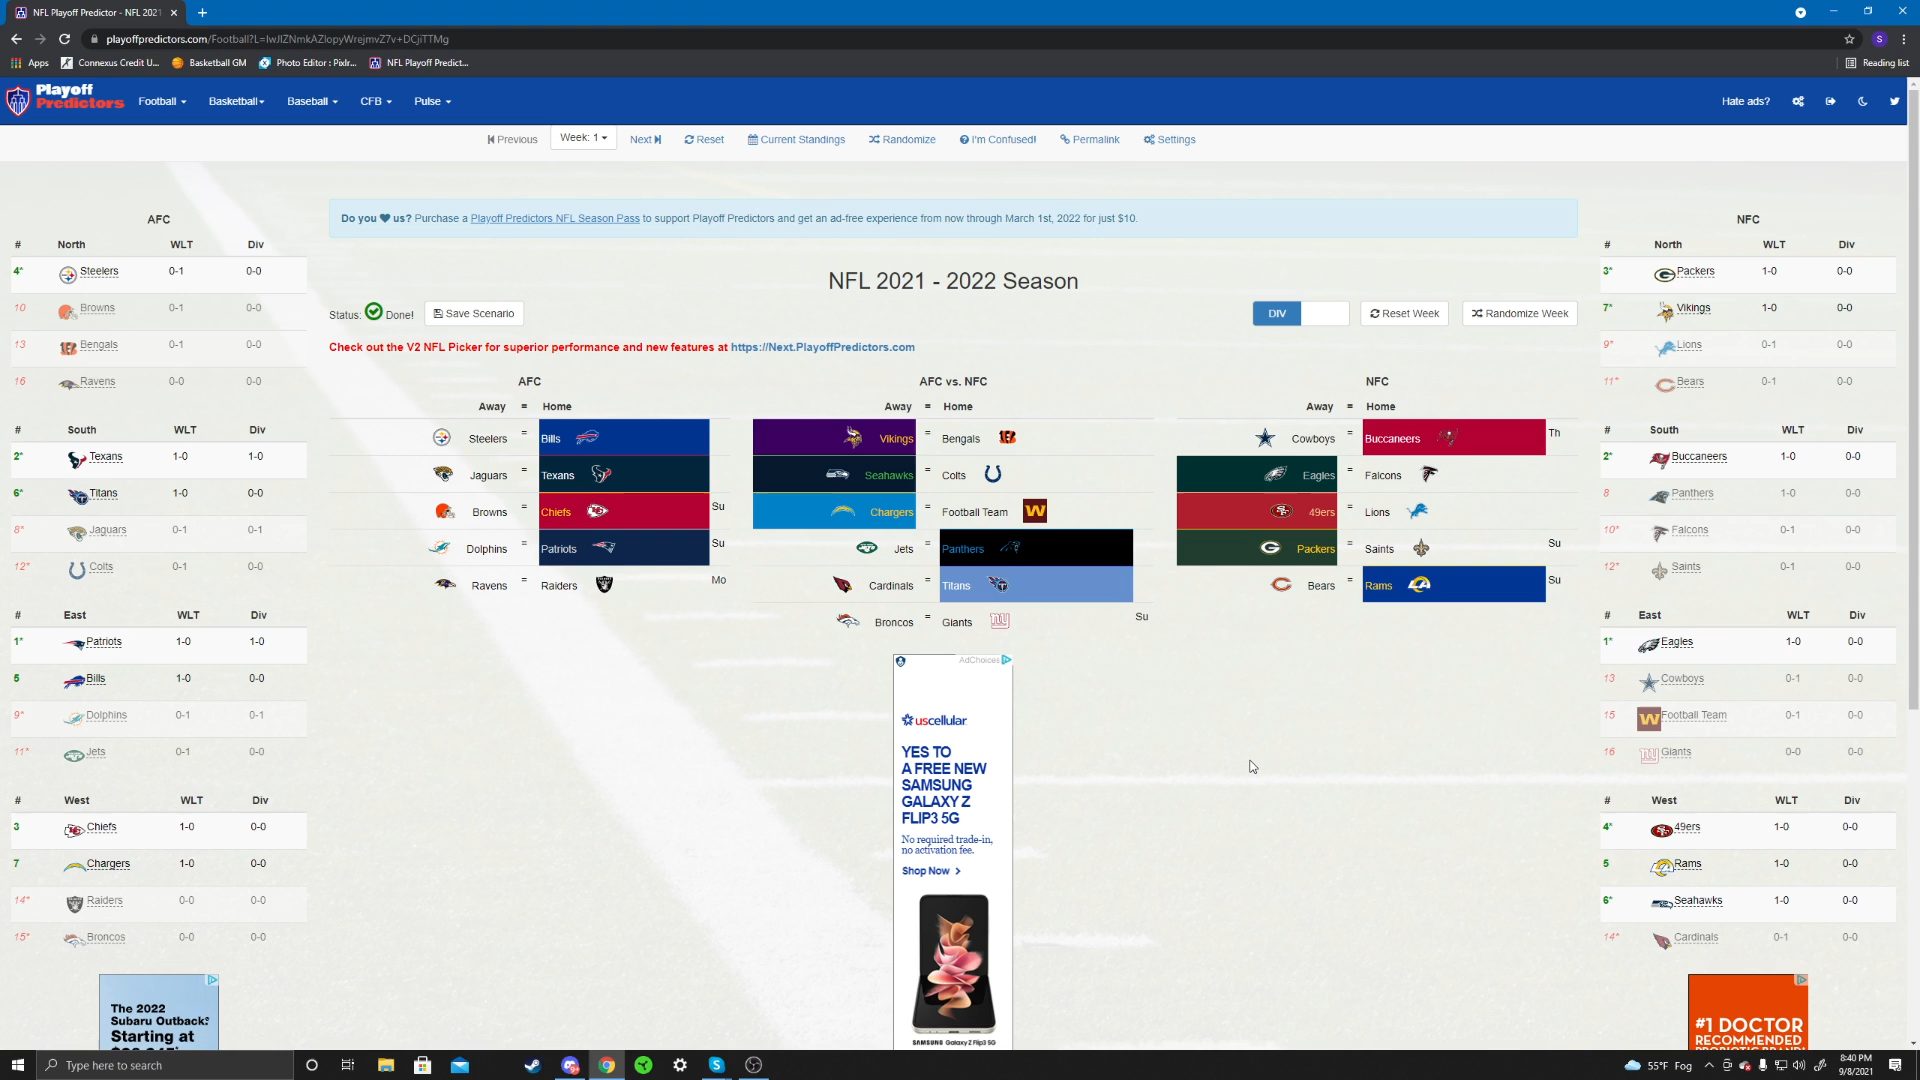 NFL Playoff Predictor - NFL 2021
playoffpredictors.com/Football?L=IwJIZNmkAZlopyWrejmvZ7v+DCjiTTMg
S
Apps Connexus Credit U... Basketball GM Photo Editor : Pixlr... NFL Playoff Predict... Reading list
Playoff Predictors Football Basketball Baseball CFB Pulse Hate ads?
Previous Week: 1 Next Reset Current Standings Randomize I'm Confused! Permalink Settings
Do you us? Purchase a Playoff Predictors NFL Season Pass to support Playoff Predictors and get an ad-free experience from now through March 1st, 2022 for just $10.
AFC
# North WLT Div
4* Steelers 0-1 0-0
10 Browns 0-1 0-0
13 Bengals 0-1 0-0
16 Ravens 0-0 0-0
# South WLT Div
2* Texans 1-0 1-0
6* Titans 1-0 0-0
8* Jaguars 0-1 0-1
12* Colts 0-1 0-0
# East WLT Div
1* Patriots 1-0 1-0
5 Bills 1-0 0-0
9* Dolphins 0-1 0-1
11* Jets 0-1 0-0
# West WLT Div
3 Chiefs 1-0 0-0
7 Chargers 1-0 0-0
14* Raiders 0-0 0-0
15* Broncos 0-0 0-0
The 2022
Subaru Outback?
Starting at
NFL 2021 - 2022 Season
Status: Done! Save Scenario DIV Reset Week Randomize Week
Check out the V2 NFL Picker for superior performance and new features at https://Next.PlayoffPredictors.com
AFC
Away = Home
Steelers = Bills
Jaguars = Texans
Browns = Chiefs Su
Dolphins = Patriots Su
Ravens = Raiders Mo
AFC vs. NFC
Away = Home
Vikings = Bengals
Seahawks = Colts
Chargers = Football Team
Jets = Panthers
Cardinals = Titans
Broncos = Giants Su
NFC
Away = Home
Cowboys = Buccaneers Th
Eagles = Falcons
49ers = Lions
Packers = Saints Su
Bears = Rams Su
AdChoices
uscellular
YES TO
A FREE NEW
SAMSUNG
GALAXY Z
FLIP3 5G
No required trade-in,
no activation fee.
Shop Now >
SAMSUNG Galaxy Z Flip3 5G
NFC
# North WLT Div
3* Packers 1-0 0-0
7* Vikings 1-0 0-0
9* Lions 0-1 0-0
11* Bears 0-1 0-0
# South WLT Div
2* Buccaneers 1-0 0-0
8 Panthers 1-0 0-0
10* Falcons 0-1 0-0
12* Saints 0-1 0-0
# East WLT Div
1* Eagles 1-0 0-0
13 Cowboys 0-1 0-0
15 Football Team 0-1 0-0
16 Giants 0-0 0-0
# West WLT Div
4* 49ers 1-0 0-0
5 Rams 1-0 0-0
6* Seahawks 1-0 0-0
14* Cardinals 0-1 0-0
#1 DOCTOR
RECOMMENDED
Type here to search 55°F Fog 8:40 PM
9/8/2021